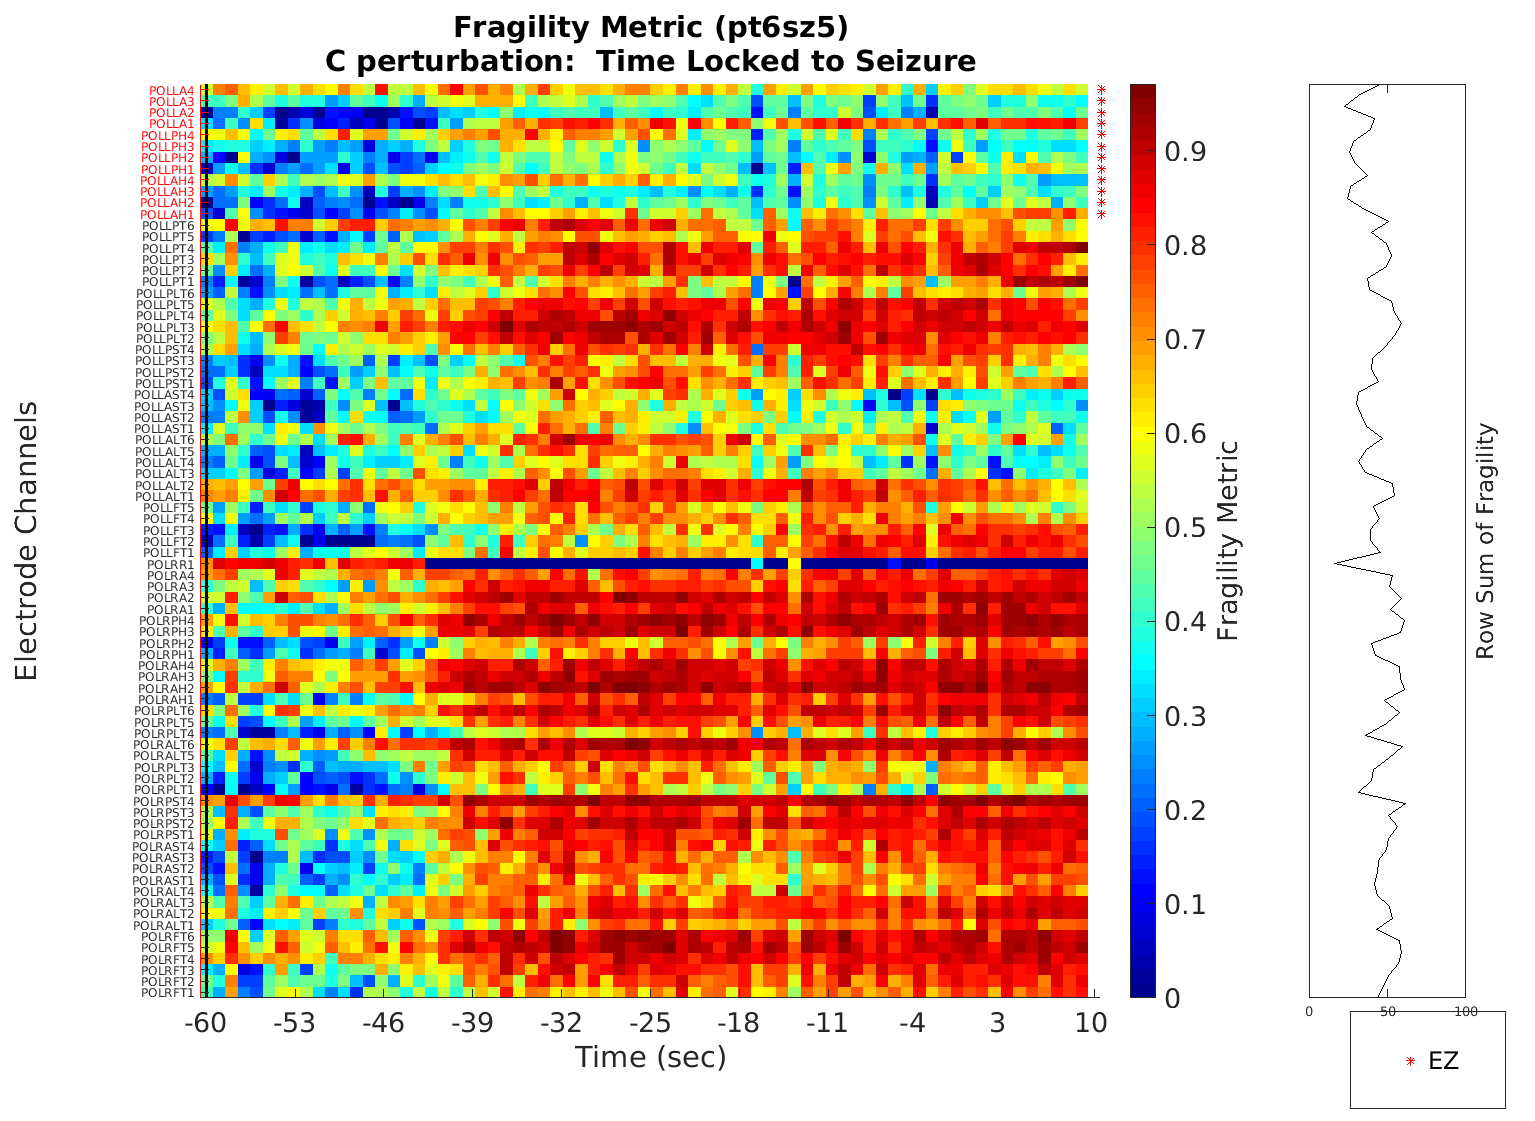 Fragility Metric (pt6sz5)
C perturbation:  Time Locked to Seizure
Electrode Channels
POLLA4
POLLA3
POLLA2
POLLA1
POLLPH4
POLLPH3
POLLPH2
POLLPH1
POLLAH4
POLLAH3
POLLAH2
POLLAH1
POLLPT6
POLLPT5
POLLPT4
POLLPT3
POLLPT2
POLLPT1
POLLPLT6
POLLPLT5
POLLPLT4
POLLPLT3
POLLPLT2
POLLPST4
POLLPST3
POLLPST2
POLLPST1
POLLAST4
POLLAST3
POLLAST2
POLLAST1
POLLALT6
POLLALT5
POLLALT4
POLLALT3
POLLALT2
POLLALT1
POLLFT5
POLLFT4
POLLFT3
POLLFT2
POLLFT1
POLRR1
POLRA4
POLRA3
POLRA2
POLRA1
POLRPH4
POLRPH3
POLRPH2
POLRPH1
POLRAH4
POLRAH3
POLRAH2
POLRAH1
POLRPLT6
POLRPLT5
POLRPLT4
POLRALT6
POLRALT5
POLRPLT3
POLRPLT2
POLRPLT1
POLRPST4
POLRPST3
POLRPST2
POLRPST1
POLRAST4
POLRAST3
POLRAST2
POLRAST1
POLRALT4
POLRALT3
POLRALT2
POLRALT1
POLRFT6
POLRFT5
POLRFT4
POLRFT3
POLRFT2
POLRFT1
-60 -53 -46 -39 -32 -25 -18 -11 -4 3 10
Time (sec)
0.9
0.8
0.7
0.6
0.5
0.4
0.3
0.2
0.1
0
Fragility Metric
0 50 100
Row Sum of Fragility
EZ